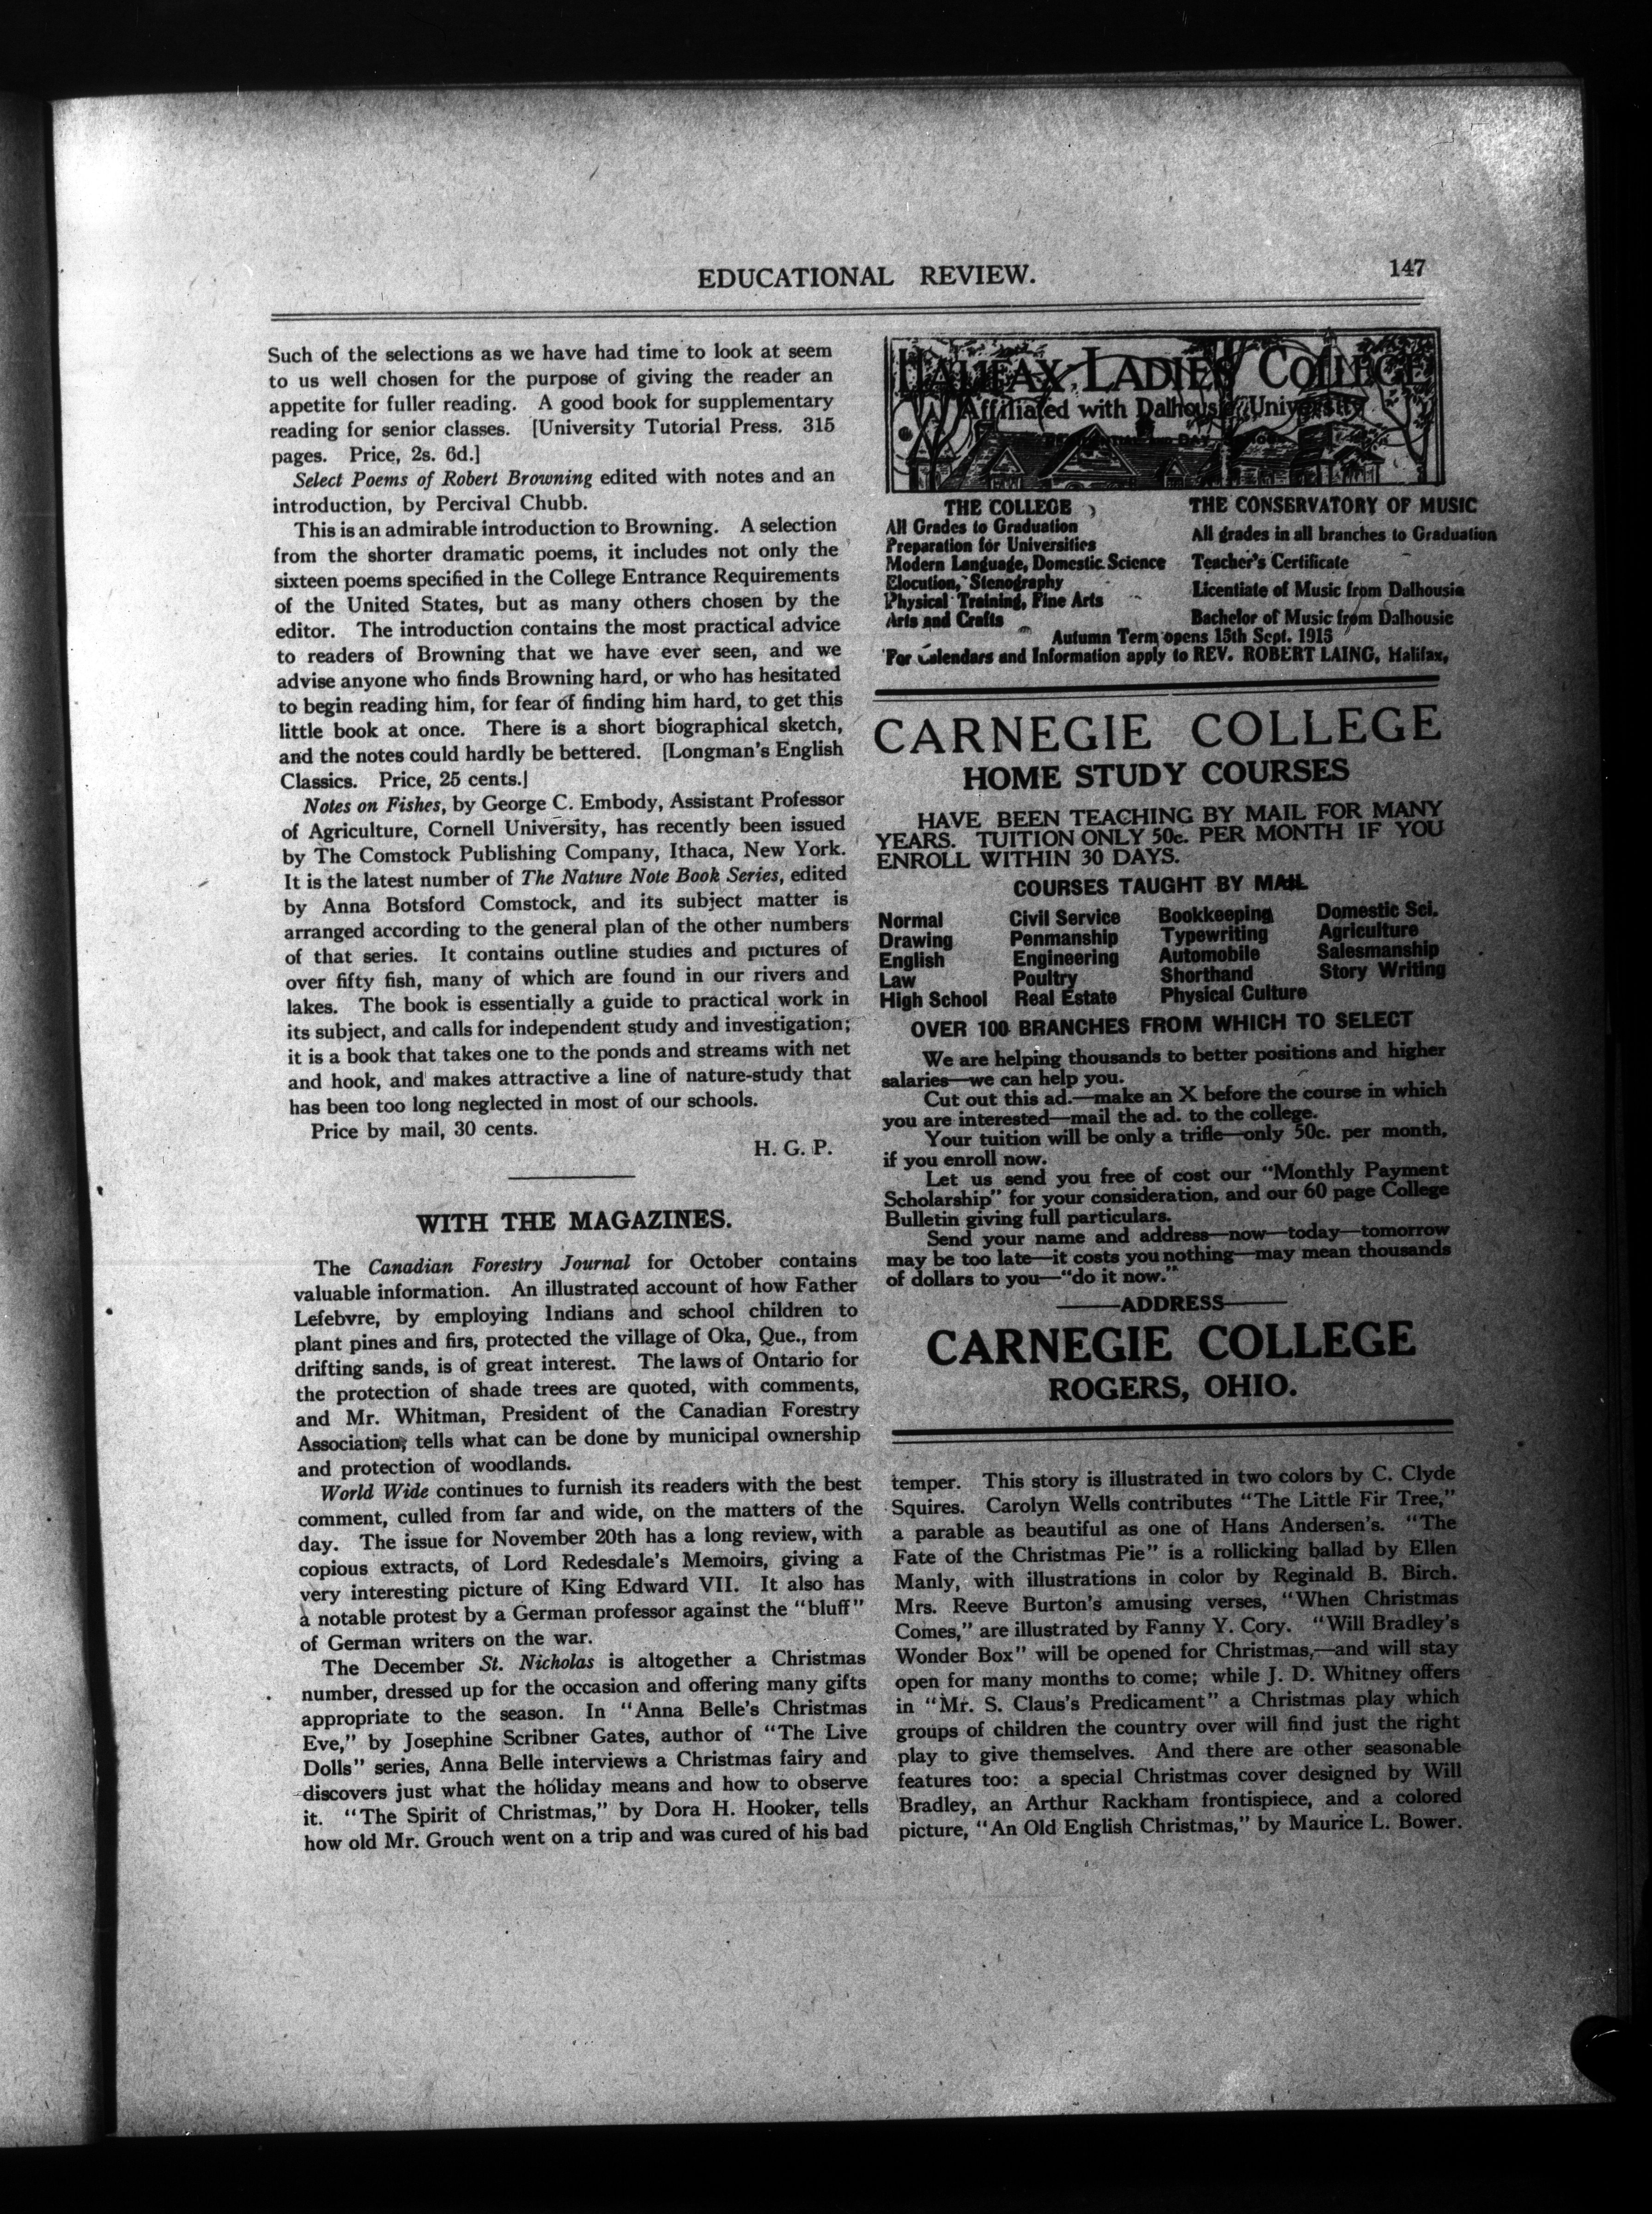 EDUCATIONAL REVIEW.
147
Such of the selections as we have had time to look at seem
to us well chosen for the purpose of giving the reader an
appetite for fuller reading. A good book for supplementary
reading for senior classes. [University Tutorial Press. 315
pages. Price, 2s. 6d.]
Select Poems of Robert Browning edited with notes and an
introduction, by Percival Chubb.
This is an admirable introduction to Browning. A selection
from the shorter dramatic poems, it includes not only the
sixteen poems specified in the College Entrance Requirements
of the United States, but as many others chosen by the
editor. The introduction contains the most practical advice
to readers of Browning that we have ever seen, and we
advise anyone who finds Browning hard, or who has hesitated
to begin reading him, for fear of finding him hard, to get this
little book at once. There is a short biographical sketch,
and the notes could hardly be bettered. [Longman's English
Classics. Price, 25 cents.]
Notes on Fishes, by George C. Embody, Assistant Professor
of Agriculture, Cornell University, has recently been issued
by The Comstock Publishing Company, Ithaca, New York.
It is the latest number of The Nature Note Book Series, edited
by Anna Botsford Comstock, and its subject matter is
arranged according to the general plan of the other numbers
of that series. It contains outline studies and pictures of
over fifty fish, many of which are found in our rivers and
lakes. The book is essentially a guide to practical work in
its subject, and calls for independent study and investigation;
it is a book that takes one to the ponds and streams with net
and hook, and makes attractive a line of nature-study that
has been too long neglected in most of our schools.
Price by mail, 30 cents.
H. G. P.
WITH THE MAGAZINES.
The Canadian Forestry Journal for October contains
valuable information. An illustrated account of how Father
Lefebvre, by employing Indians and school children to
plant pines and firs, protected the village of Oka, Que., from
drifting sands, is of great interest. The laws of Ontario for
the protection of shade trees are quoted, with comments,
and Mr. Whitman, President of the Canadian Forestry
Association, tells what can be done by municipal ownership
and protection of woodlands.
World Wide continues to furnish its readers with the best
comment, culled from far and wide, on the matters of the
day. The issue for November 20th has a long review, with
copious extracts, of Lord Redesdale's Memoirs, giving a
very interesting picture of King Edward VII. It also has
a notable protest by a German professor against the "bluff"
of German writers on the war.
The December St. Nicholas is altogether a Christmas
number, dressed up for the occasion and offering many gifts
appropriate to the season. In "Anna Belle's Christmas
Eve," by Josephine Scribner Gates, author of "The Live
Dolls" series, Anna Belle interviews a Christmas fairy and
discovers just what the holiday means and how to observe
it. "The Spirit of Christmas," by Dora H. Hooker, tells
how old Mr. Grouch went on a trip and was cured of his bad
HALIFAX LADIES' COLLEGE
Affiliated with Dalhousie University
THE COLLEGE
All Grades to Graduation
Preparation for Universities
Modern Language, Domestic Science
Elocution, Stenography
Physical Training, Fine Arts
Arts and Crafts
THE CONSERVATORY OF MUSIC
All grades in all branches to Graduation
Teacher's Certificate
Licentiate of Music from Dalhousie
Bachelor of Music from Dalhousie
Autumn Term opens 15th Sept. 1915
For Calendars and Information apply to REV. ROBERT LAING, Halifax,
CARNEGIE COLLEGE
HOME STUDY COURSES
HAVE BEEN TEACHING BY MAIL FOR MANY
YEARS. TUITION ONLY 50c. PER MONTH IF YOU
ENROLL WITHIN 30 DAYS.
COURSES TAUGHT BY MAIL
Normal Civil Service Bookkeeping Domestic Sci.
Drawing Penmanship Typewriting Agriculture
English Engineering Automobile Salesmanship
Law Poultry Shorthand Story Writing
High School Real Estate Physical Culture
OVER 100 BRANCHES FROM WHICH TO SELECT
We are helping thousands to better positions and higher
salaries—we can help you.
Cut out this ad.—make an X before the course in which
you are interested—mail the ad. to the college.
Your tuition will be only a trifle—only 50c. per month,
if you enroll now.
Let us send you free of cost our "Monthly Payment
Scholarship" for your consideration, and our 60 page College
Bulletin giving full particulars.
Send your name and address—now—today—tomorrow
may be too late—it costs you nothing—may mean thousands
of dollars to you—"do it now."
——ADDRESS——
CARNEGIE COLLEGE
ROGERS, OHIO.
temper. This story is illustrated in two colors by C. Clyde
Squires. Carolyn Wells contributes "The Little Fir Tree,"
a parable as beautiful as one of Hans Andersen's. "The
Fate of the Christmas Pie" is a rollicking ballad by Ellen
Manly, with illustrations in color by Reginald B. Birch.
Mrs. Reeve Burton's amusing verses, "When Christmas
Comes," are illustrated by Fanny Y. Cory. "Will Bradley's
Wonder Box" will be opened for Christmas,—and will stay
open for many months to come; while J. D. Whitney offers
in "Mr. S. Claus's Predicament" a Christmas play which
groups of children the country over will find just the right
play to give themselves. And there are other seasonable
features too: a special Christmas cover designed by Will
Bradley, an Arthur Rackham frontispiece, and a colored
picture, "An Old English Christmas," by Maurice L. Bower.